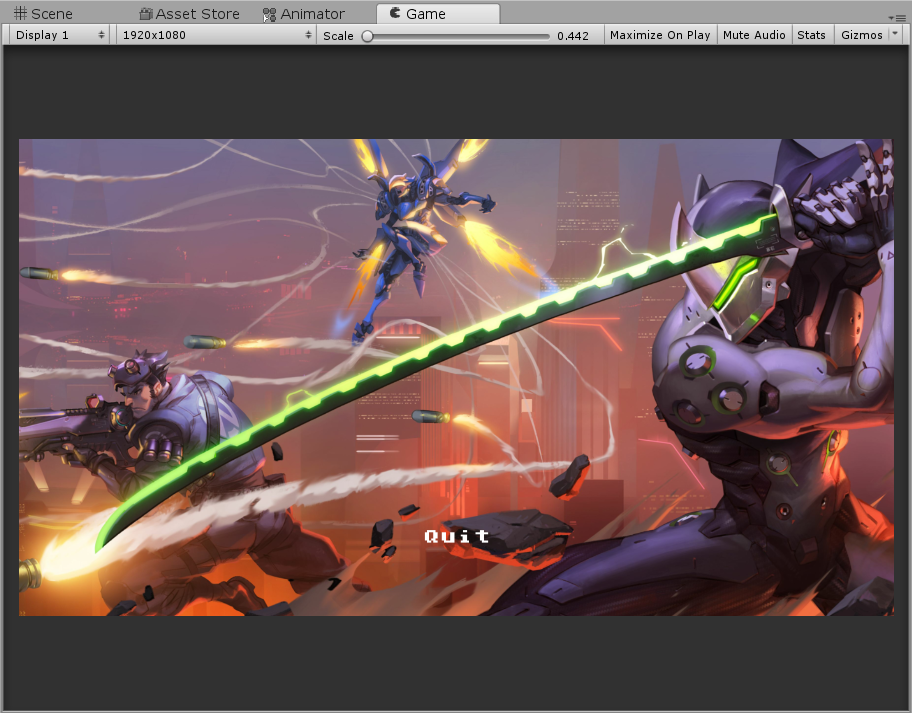 Scene Asset Store Animator Game
Display 1 1920x1080 Scale 0.442 Maximize On Play Mute Audio Stats Gizmos
Quit